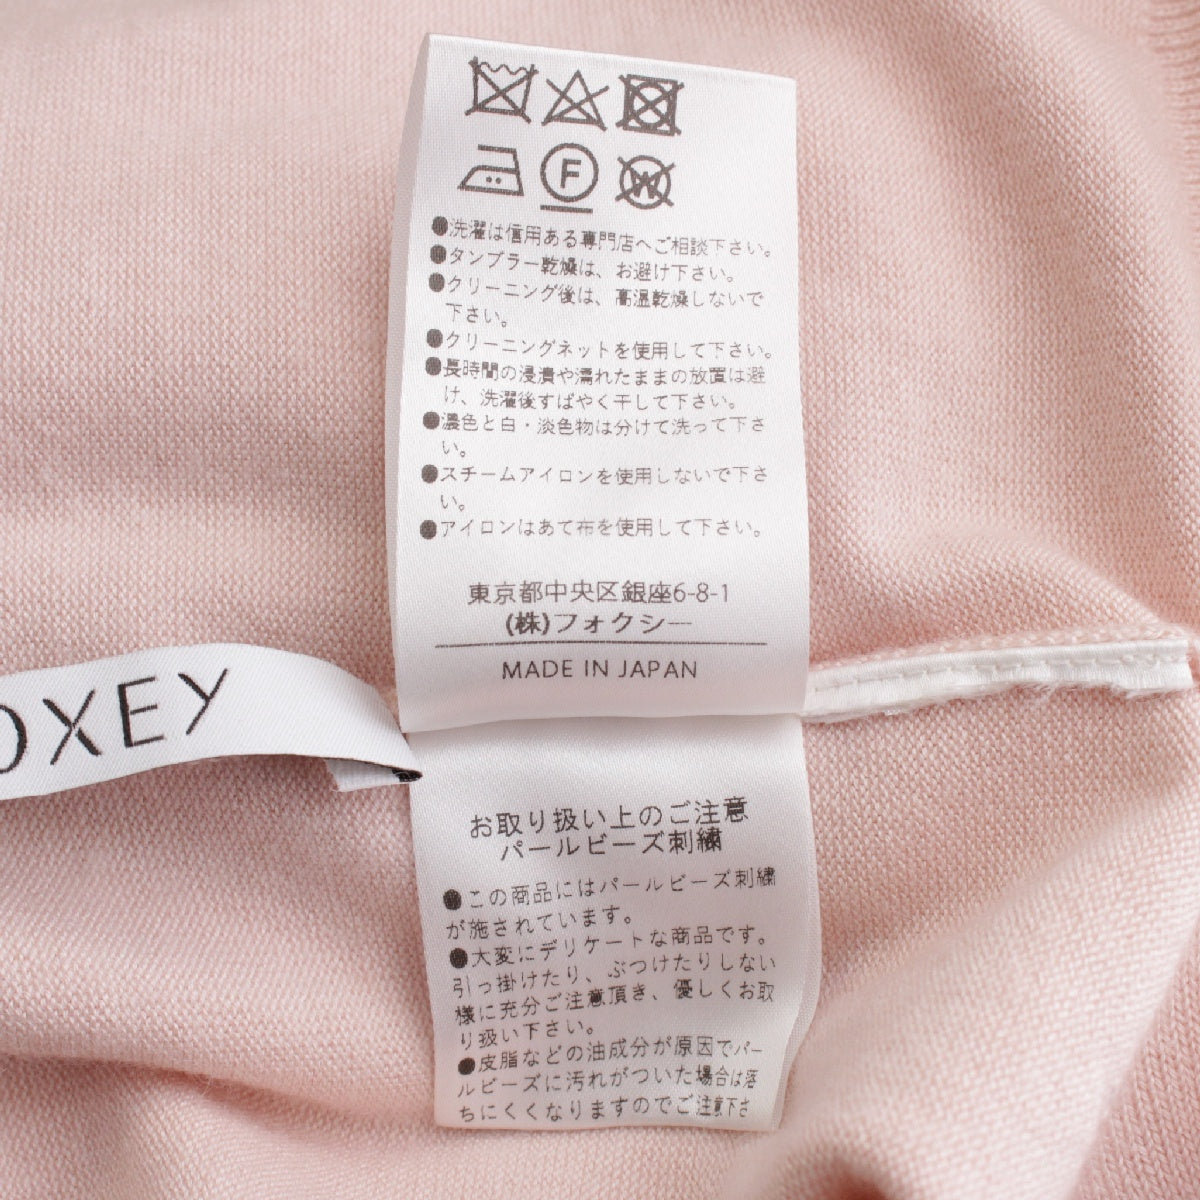 F
W
●洗濯は信用ある専門店へご相談下さい。
●タンブラー乾燥は、お避け下さい。
●クリーニング後は、高温乾燥しないで
下さい。
●クリーニングネットを使用して下さい。
●長時間の浸漬や濡れたままの放置は避
け、洗濯後すばやく干して下さい。
●濃色と白・淡色物は分けて洗って下さ
い。
●スチームアイロンを使用しないで下さ
い。
●アイロンはあて布を使用して下さい。
東京都中央区銀座6-8-1
(株)フォクシー
MADE IN JAPAN
OXEY
お取り扱い上のご注意
パールビーズ刺繍
●この商品にはパールビーズ刺繍
が施されています。
●大変にデリケートな商品です。
引っ掛けたり、ぶつけたりしない
様に充分ご注意頂き、優しくお取
り扱い下さい。
●皮脂などの油成分が原因でパー
ルビーズに汚れがついた場合は落
ちにくくなりますのでご注意下さ